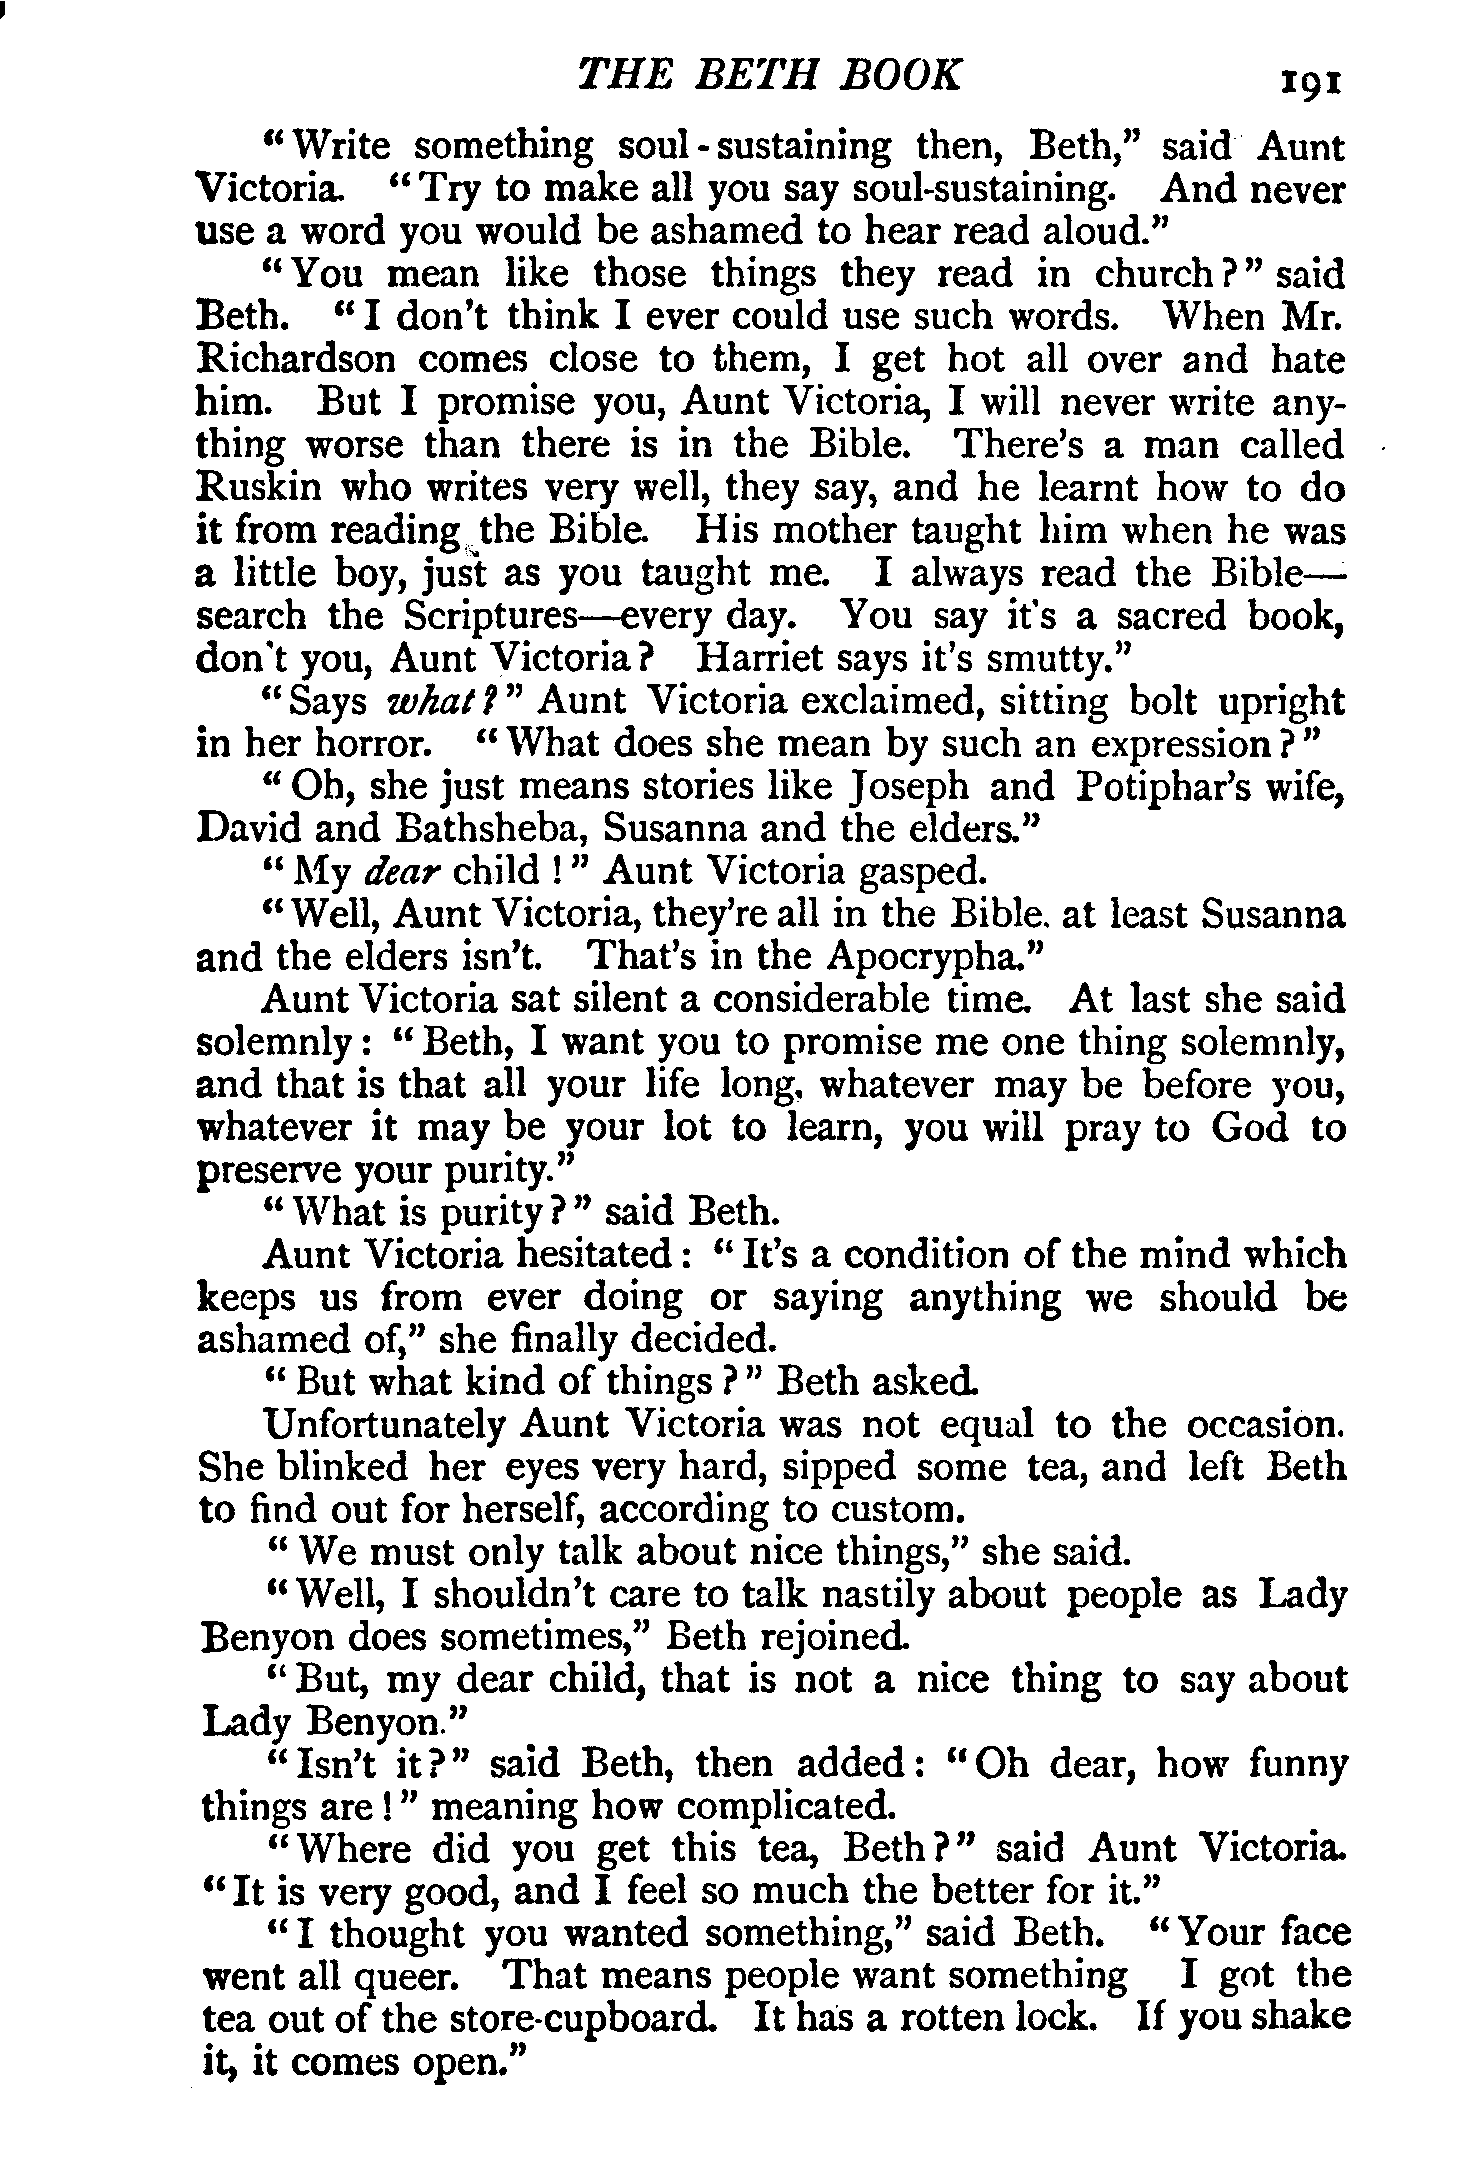 THE BETH BOOK 191
"Write something soul-sustaining then, Beth," said Aunt
Victoria. "Try to make all you say soul-sustaining. And never
use a word you would be ashamed to hear read aloud."
"You mean like those things they read in church?" said
Beth. "I don't think I ever could use such words. When Mr.
Richardson comes close to them, I get hot all over and hate
him. But I promise you, Aunt Victoria, I will never write any-
thing worse than there is in the Bible. There's a man called
Ruskin who writes very well, they say, and he learnt how to do
it from reading the Bible. His mother taught him when he was
a little boy, just as you taught me. I always read the Bible—
search the Scriptures—every day. You say it's a sacred book,
don't you, Aunt Victoria? Harriet says it's smutty."
"Says what?" Aunt Victoria exclaimed, sitting bolt upright
in her horror. "What does she mean by such an expression?"
"Oh, she just means stories like Joseph and Potiphar's wife,
David and Bathsheba, Susanna and the elders."
"My dear child!" Aunt Victoria gasped.
"Well, Aunt Victoria, they're all in the Bible. at least Susanna
and the elders isn't. That's in the Apocrypha."
Aunt Victoria sat silent a considerable time. At last she said
solemnly: "Beth, I want you to promise me one thing solemnly,
and that is that all your life long, whatever may be before you,
whatever it may be your lot to learn, you will pray to God to
preserve your purity."
"What is purity?" said Beth.
Aunt Victoria hesitated: "It's a condition of the mind which
keeps us from ever doing or saying anything we should be
ashamed of," she finally decided.
"But what kind of things?" Beth asked.
Unfortunately Aunt Victoria was not equal to the occasion.
She blinked her eyes very hard, sipped some tea, and left Beth
to find out for herself, according to custom.
"We must only talk about nice things," she said.
"Well, I shouldn't care to talk nastily about people as Lady
Benyon does sometimes," Beth rejoined.
"But, my dear child, that is not a nice thing to say about
Lady Benyon."
"Isn't it?" said Beth, then added: "Oh dear, how funny
things are!" meaning how complicated.
"Where did you get this tea, Beth?" said Aunt Victoria.
"It is very good, and I feel so much the better for it."
"I thought you wanted something," said Beth. "Your face
went all queer. That means people want something I got the
tea out of the store-cupboard. It has a rotten lock. If you shake
it, it comes open."